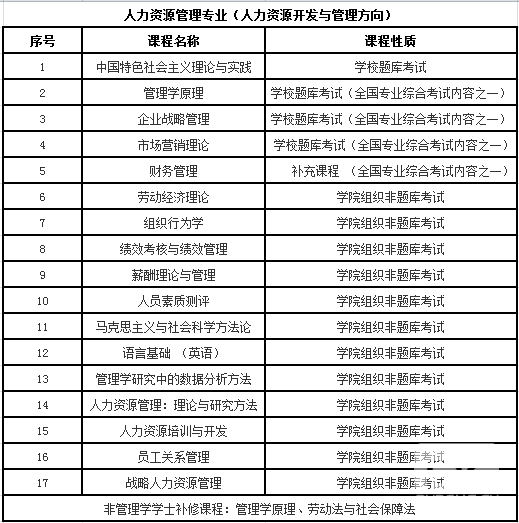 人力资源管理专业（人力资源开发与管理方向）
序号 课程名称 课程性质
1 中国特色社会主义理论与实践 学校题库考试
2 管理学原理 学校题库考试（全国专业综合考试内容之一）
3 企业战略管理 学校题库考试（全国专业综合考试内容之一）
4 市场营销理论 学校题库考试（全国专业综合考试内容之一）
5 财务管理 补充课程 （全国专业综合考试内容之一）
6 劳动经济理论 学院组织非题库考试
7 组织行为学 学院组织非题库考试
8 绩效考核与绩效管理 学院组织非题库考试
9 薪酬理论与管理 学院组织非题库考试
10 人员素质测评 学院组织非题库考试
11 马克思主义与社会科学方法论 学院组织非题库考试
12 语言基础 （英语） 学院组织非题库考试
13 管理学研究中的数据分析方法 学院组织非题库考试
14 人力资源管理：理论与研究方法 学院组织非题库考试
15 人力资源培训与开发 学院组织非题库考试
16 员工关系管理 学院组织非题库考试
17 战略人力资源管理 学院组织非题库考试
非管理学学士补修课程：管理学原理、劳动法与社会保障法